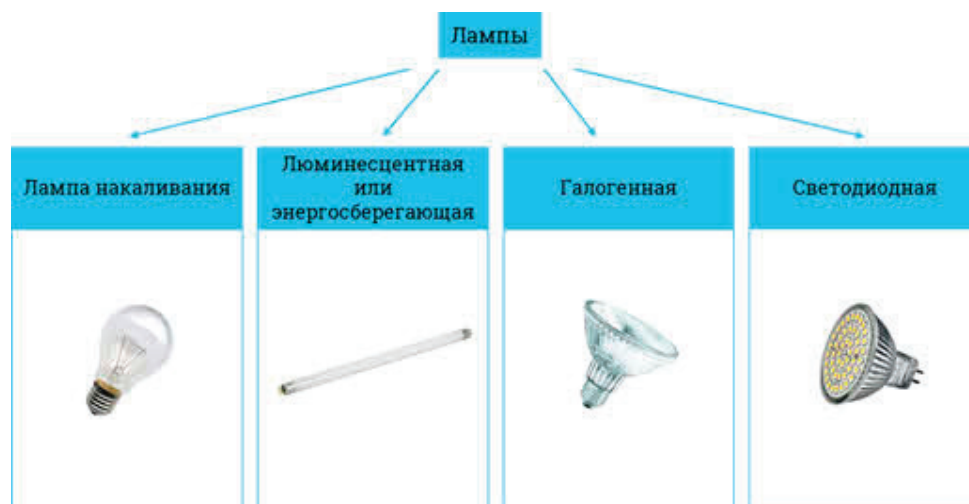 Лампы
Лампа накаливания
Люминесцентная
или
энергосберегающая
Галогенная
Светодиодная